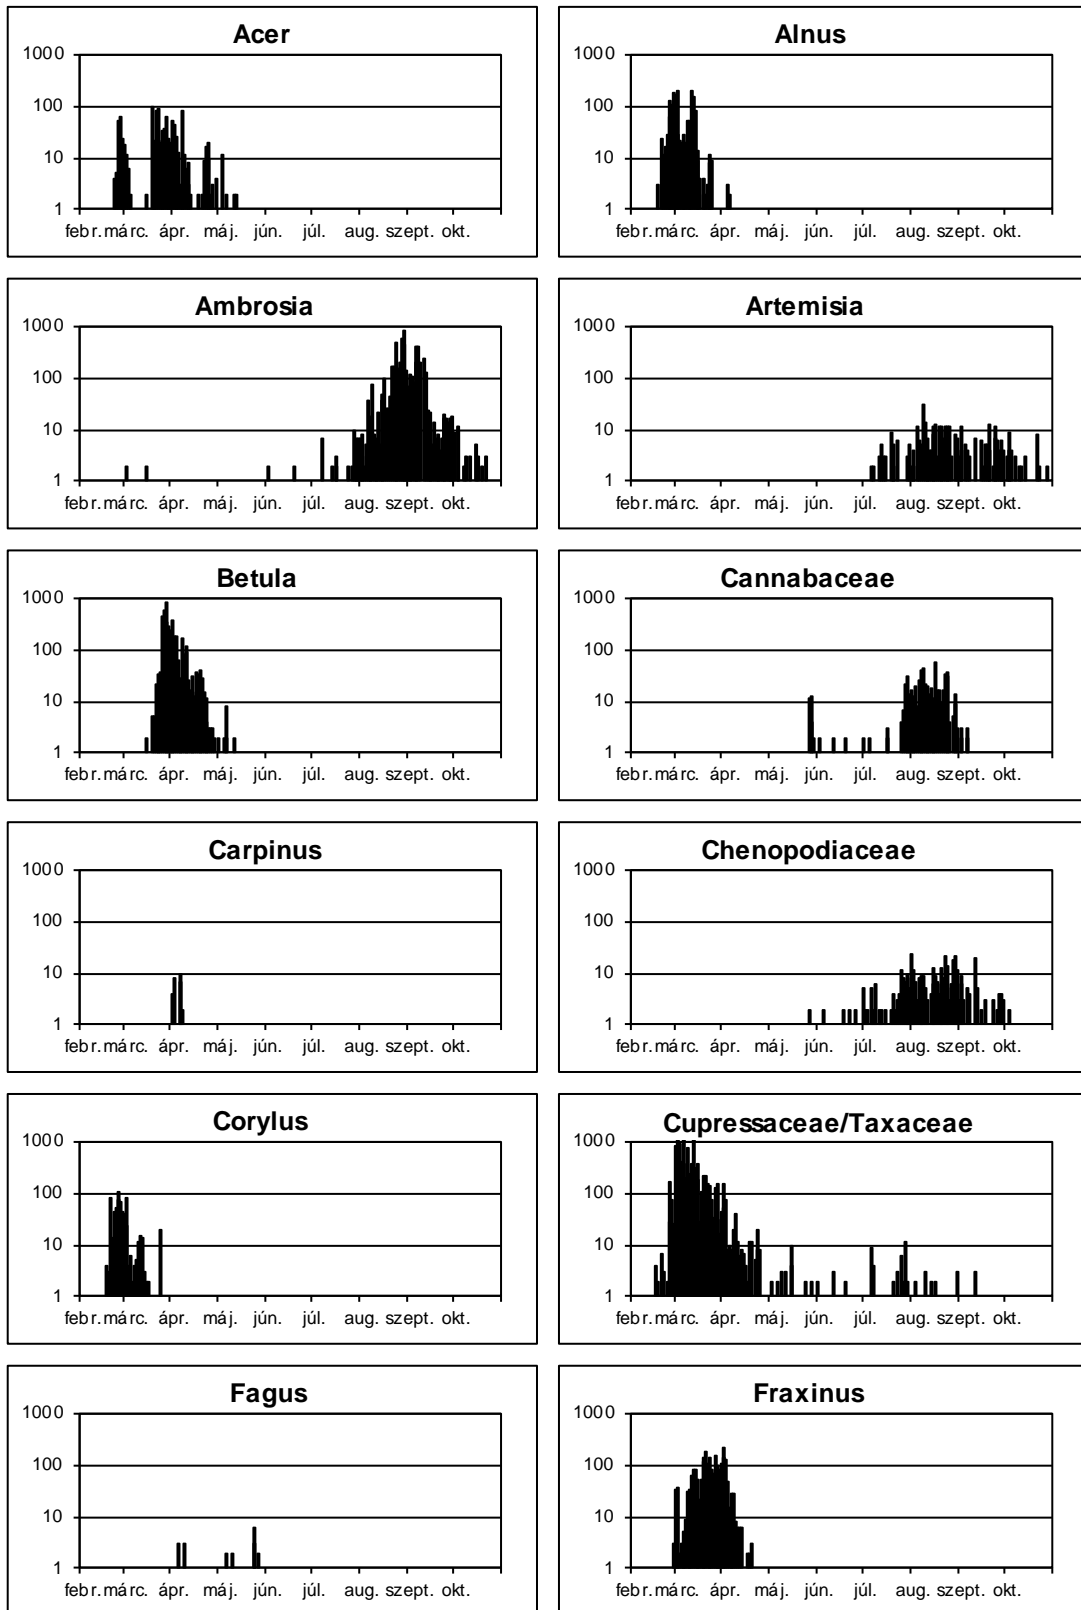 Acer
1000
100
10
1
febr. márc. ápr. máj. jún. júl. aug. szept. okt.
Alnus
1000
100
10
1
febr. márc. ápr. máj. jún. júl. aug. szept. okt.
Ambrosia
1000
100
10
1
febr. márc. ápr. máj. jún. júl. aug. szept. okt.
Artemisia
1000
100
10
1
febr. márc. ápr. máj. jún. júl. aug. szept. okt.
Betula
1000
100
10
1
febr. márc. ápr. máj. jún. júl. aug. szept. okt.
Cannabaceae
1000
100
10
1
febr. márc. ápr. máj. jún. júl. aug. szept. okt.
Carpinus
1000
100
10
1
febr. márc. ápr. máj. jún. júl. aug. szept. okt.
Chenopodiaceae
1000
100
10
1
febr. márc. ápr. máj. jún. júl. aug. szept. okt.
Corylus
1000
100
10
1
febr. márc. ápr. máj. jún. júl. aug. szept. okt.
Cupressaceae/Taxaceae
1000
100
10
1
febr. márc. ápr. máj. jún. júl. aug. szept. okt.
Fagus
1000
100
10
1
febr. márc. ápr. máj. jún. júl. aug. szept. okt.
Fraxinus
1000
100
10
1
febr. márc. ápr. máj. jún. júl. aug. szept. okt.